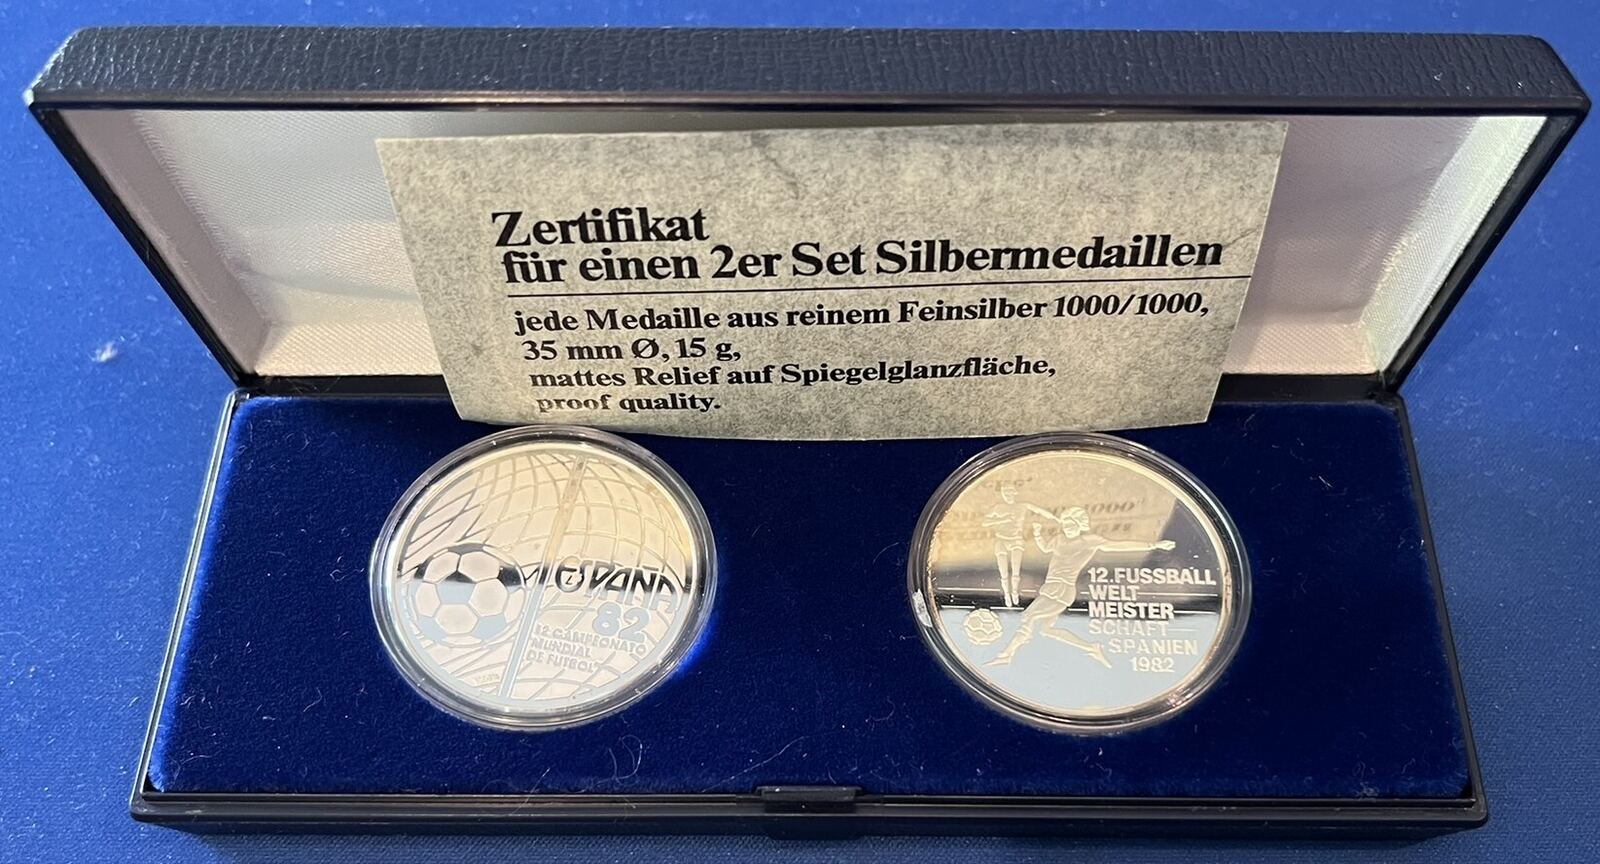 Zertifikat
für einen 2er Set Silbermedaillen
jede Medaille aus reinem Feinsilber 1000/1000,
35 mm Ø, 15 g,
mattes Relief auf Spiegelglanzfläche,
proof quality.
ESPAÑA
82
12 CAMPEONATO
MUNDIAL
DE FUTBOL
12. FUSSBALL
WELT
MEISTER
SCHAFT
SPANIEN
1982